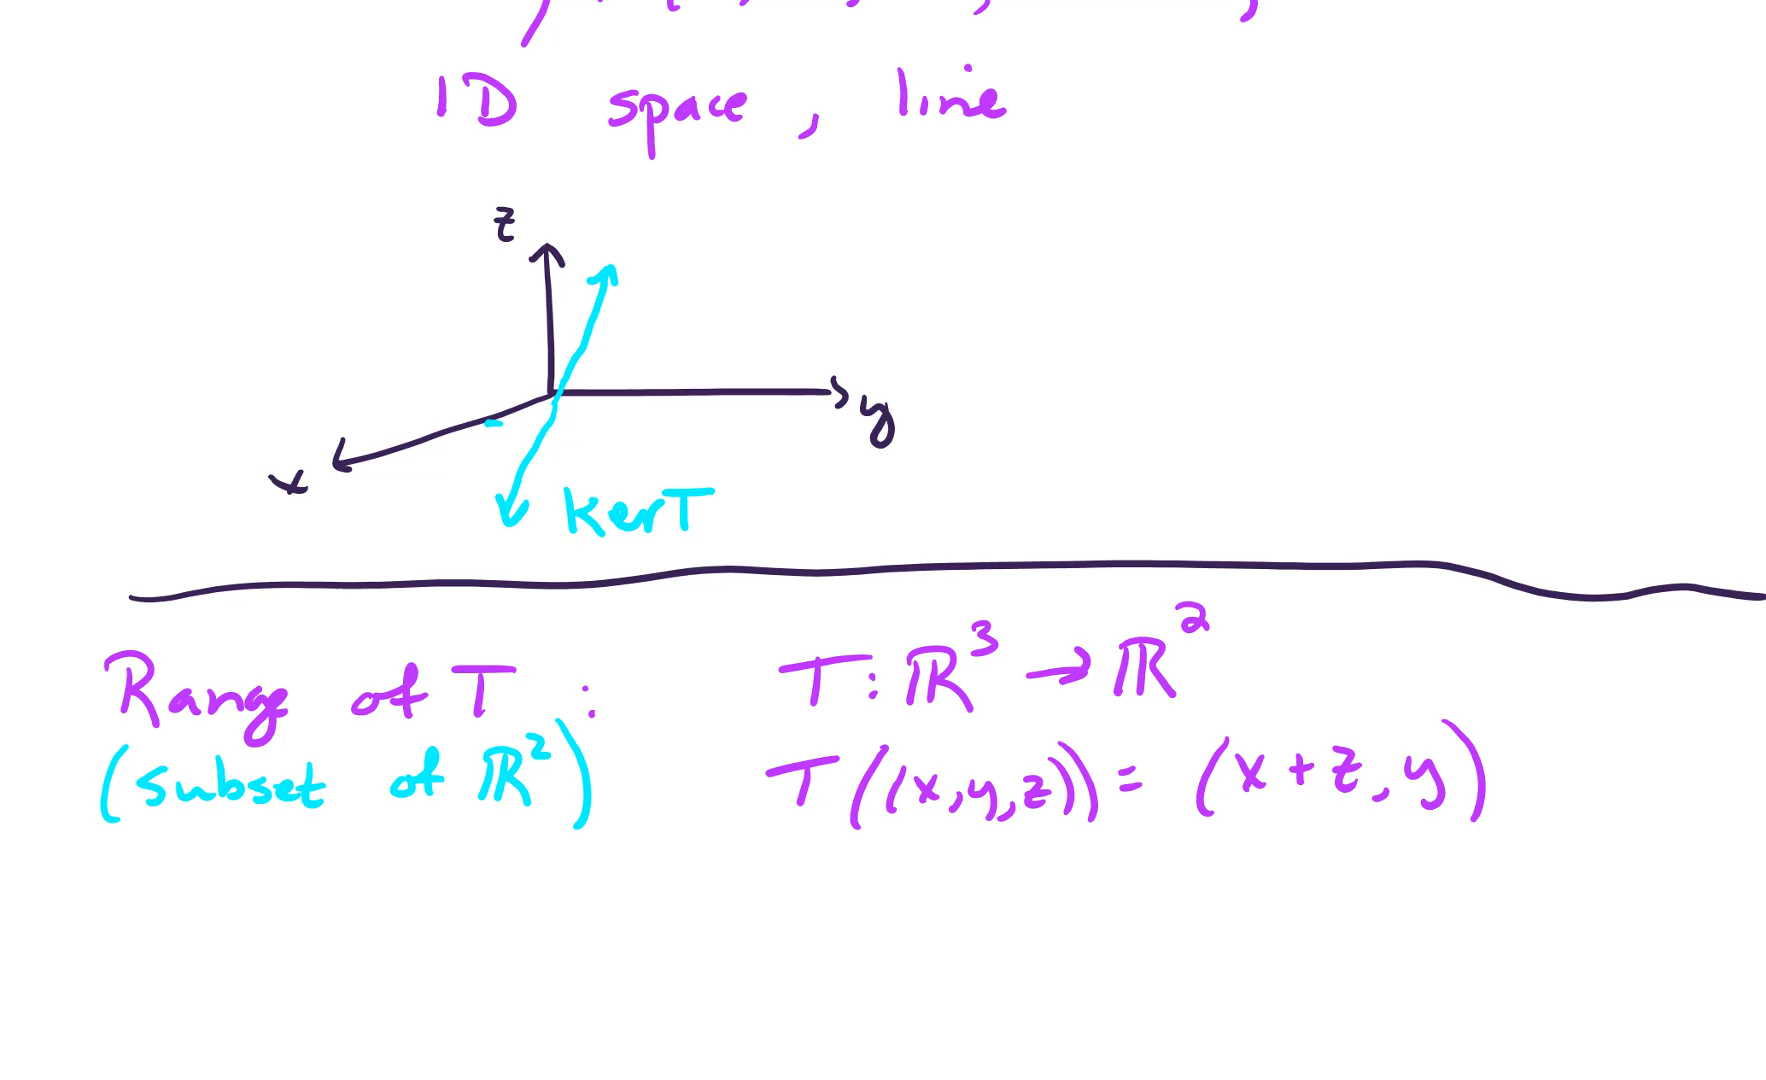 1D space, line
z
y
x
kerT
Range of T : T: ℝ³ → ℝ²
(subset of ℝ²) T((x,y,z)) = (x+z, y)